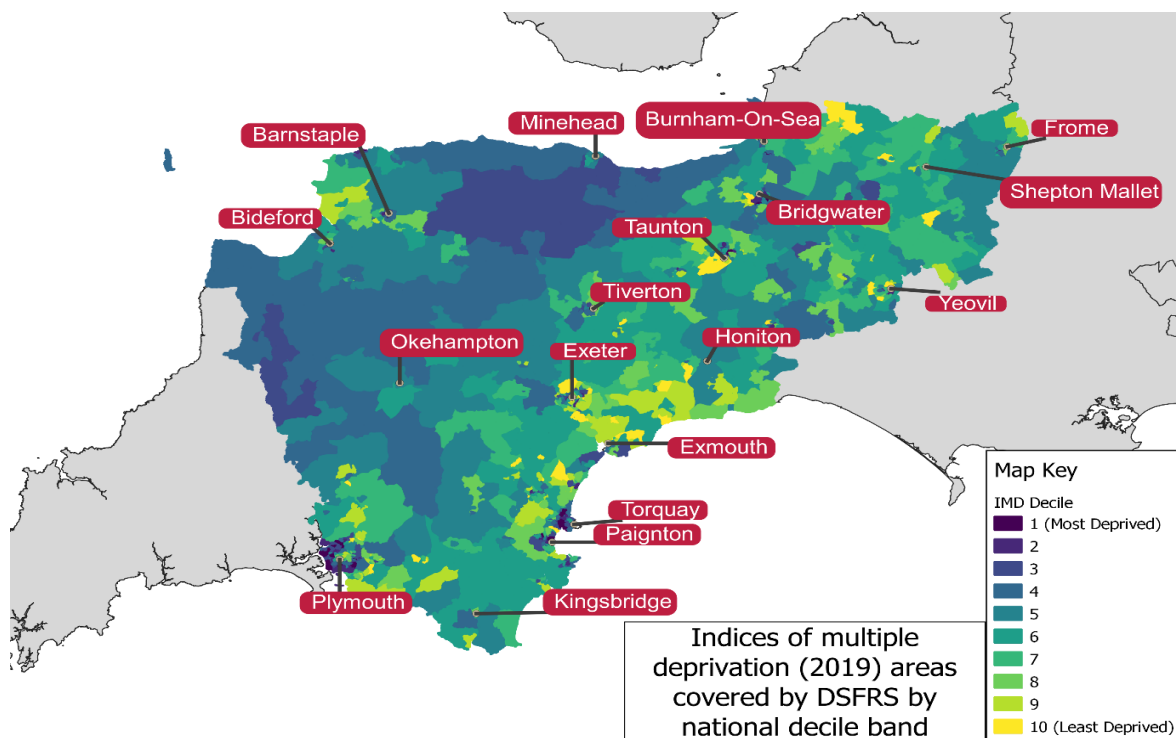 Minehead
Burnham-On-Sea
Barnstaple
Frome
Shepton Mallet
Bideford
Bridgwater
Taunton
Tiverton
Yeovil
Okehampton
Exeter
Honiton
Exmouth
Torquay
Paignton
Plymouth
Kingsbridge
Map Key
IMD Decile
1 (Most Deprived)
2
3
4
5
6
7
8
9
10 (Least Deprived)
Indices of multiple
deprivation (2019) areas
covered by DSFRS by
national decile band